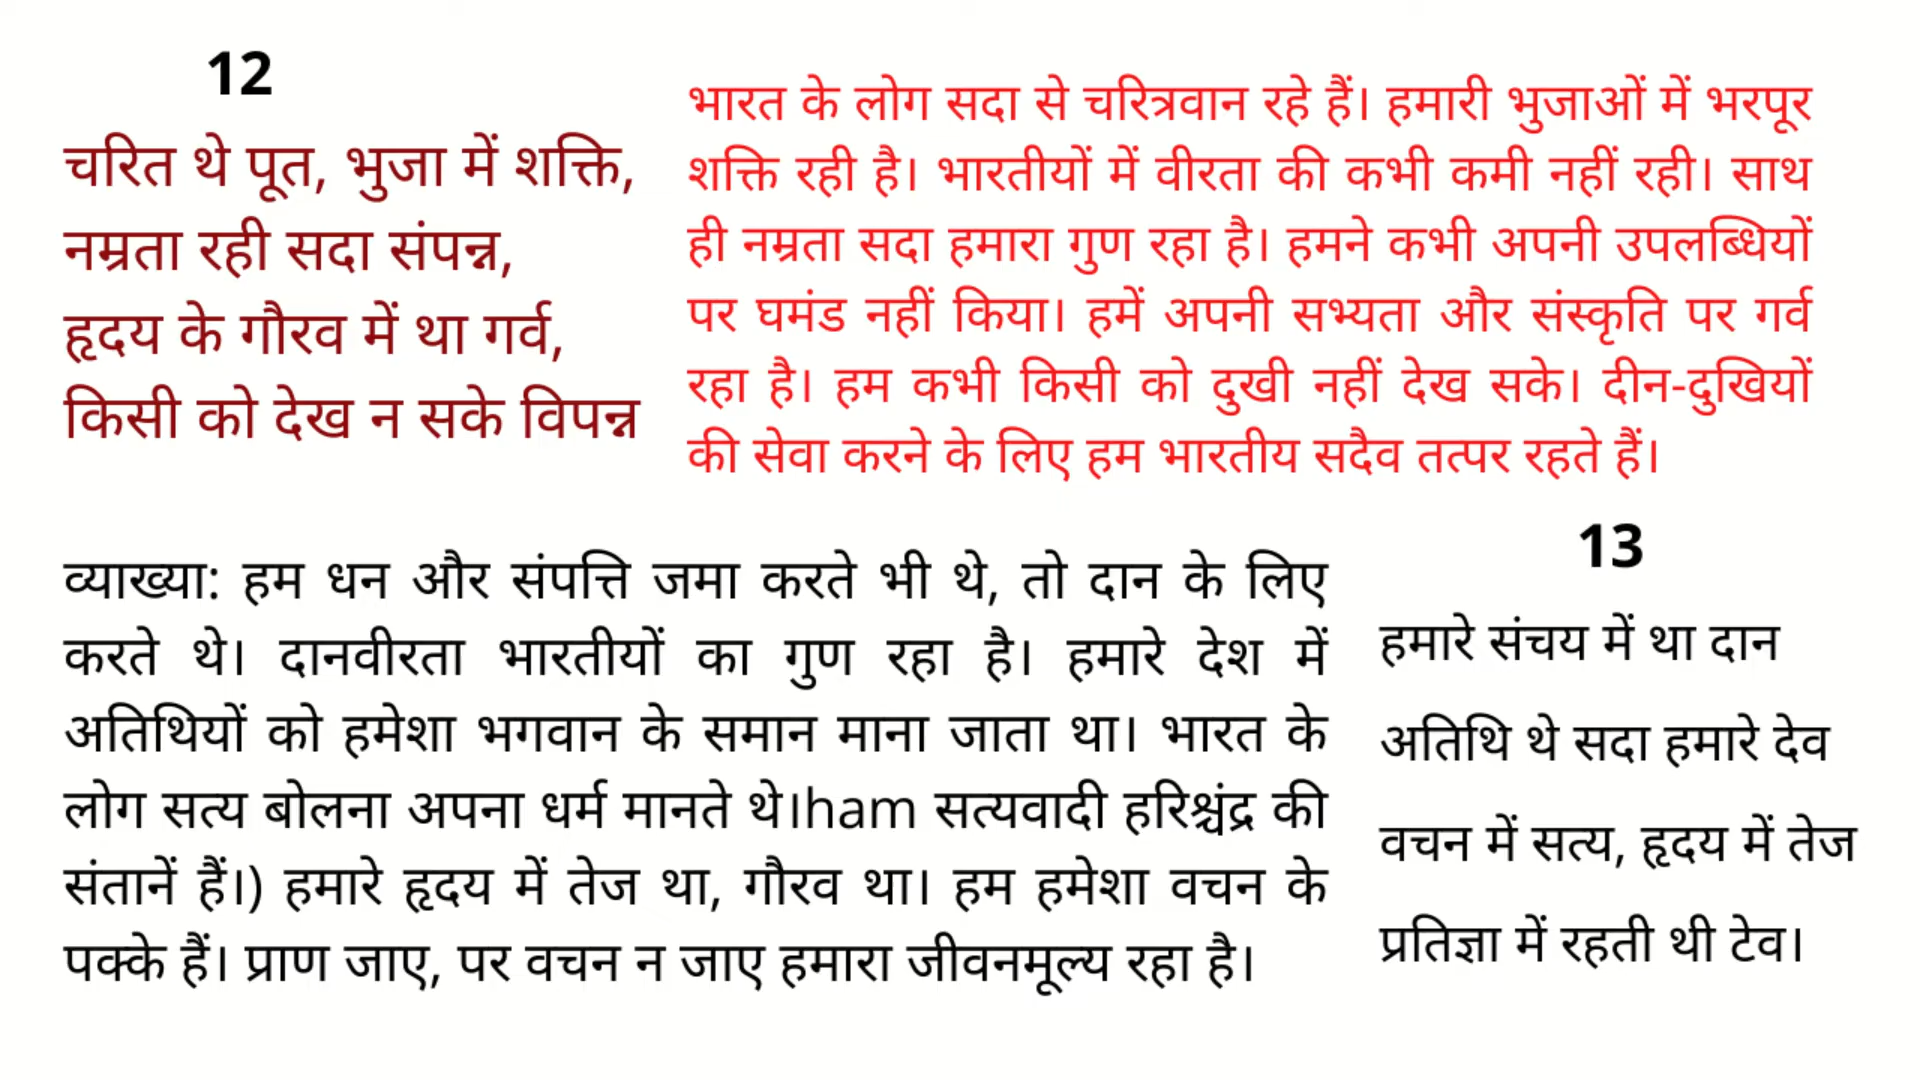 12
चरित थे पूत, भुजा में शक्ति,
नम्रता रही सदा संपन्न,
हृदय के गौरव में था गर्व,
किसी को देख न सके विपन्न
भारत के लोग सदा से चरित्रवान रहे हैं। हमारी भुजाओं में भरपूर
शक्ति रही है। भारतीयों में वीरता की कभी कमी नहीं रही। साथ
ही नम्रता सदा हमारा गुण रहा है। हमने कभी अपनी उपलब्धियों
पर घमंड नहीं किया। हमें अपनी सभ्यता और संस्कृति पर गर्व
रहा है। हम कभी किसी को दुखी नहीं देख सके। दीन-दुखियों
की सेवा करने के लिए हम भारतीय सदैव तत्पर रहते हैं।
व्याख्या: हम धन और संपत्ति जमा करते भी थे, तो दान के लिए
करते थे। दानवीरता भारतीयों का गुण रहा है। हमारे देश में
अतिथियों को हमेशा भगवान के समान माना जाता था। भारत के
लोग सत्य बोलना अपना धर्म मानते थे।ham सत्यवादी हरिश्चंद्र की
संतानें हैं।) हमारे हृदय में तेज था, गौरव था। हम हमेशा वचन के
पक्के हैं। प्राण जाए, पर वचन न जाए हमारा जीवनमूल्य रहा है।
13
हमारे संचय में था दान
अतिथि थे सदा हमारे देव
वचन में सत्य, हृदय में तेज
प्रतिज्ञा में रहती थी टेव।